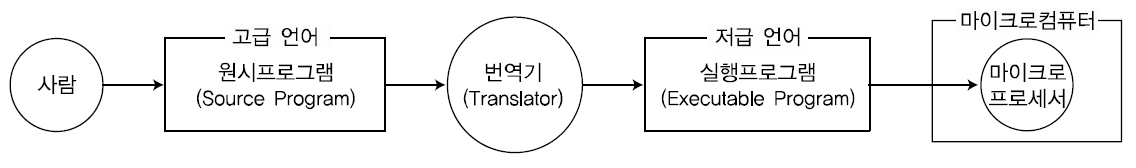 사람
고급 언어
원시프로그램
(Source Program)
번역기
(Translator)
저급 언어
실행프로그램
(Executable Program)
마이크로컴퓨터
마이크로
프로세서